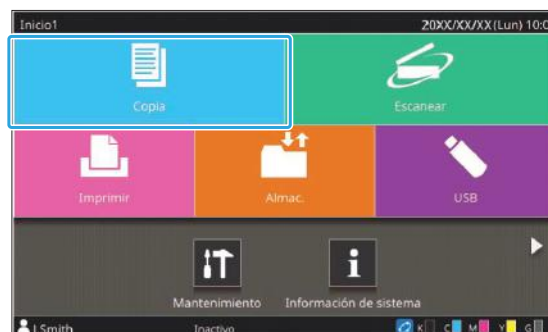 Inicio1 20XX/XX/XX(Lun) 10:0
Copia Escanear
Imprimir Almac. USB
Mantenimiento Información de sistema
J.Smith Inactivo K C M Y G